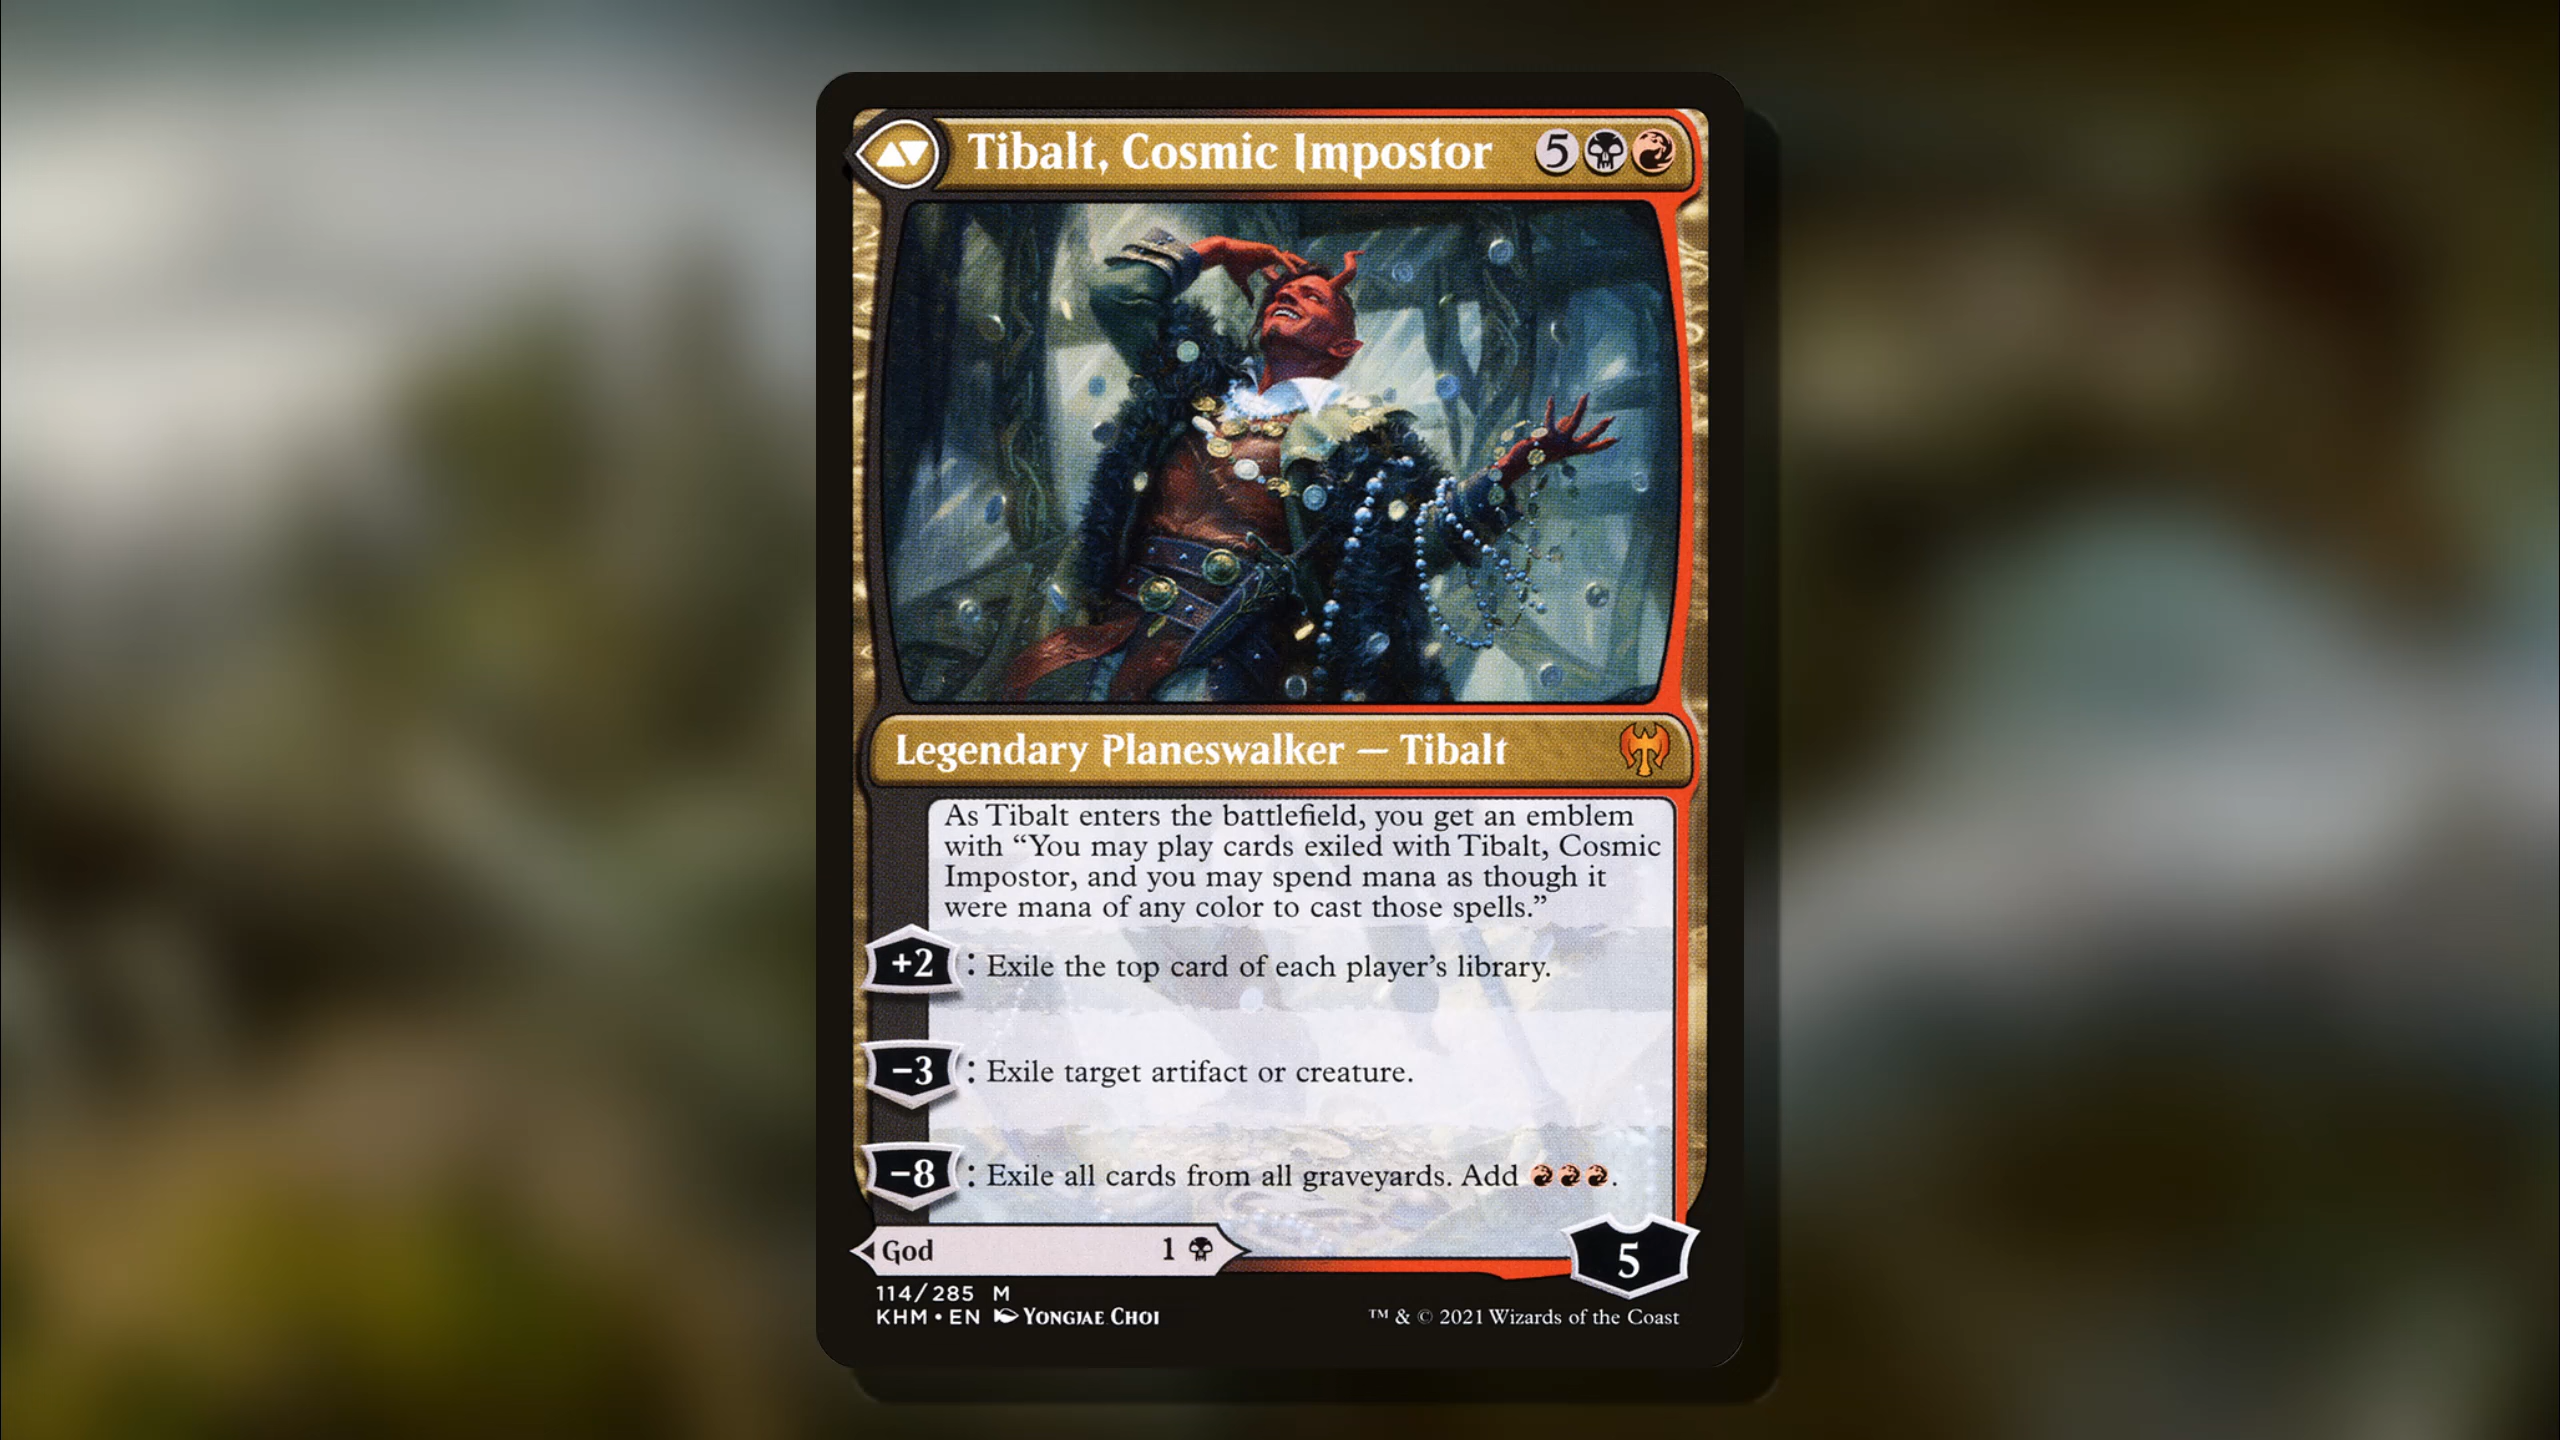 Tibalt, Cosmic Impostor 5
Legendary Planeswalker — Tibalt
As Tibalt enters the battlefield, you get an emblem
with “You may play cards exiled with Tibalt, Cosmic
Impostor, and you may spend mana as though it
were mana of any color to cast those spells.”
+2 : Exile the top card of each player’s library.
−3 : Exile target artifact or creature.
−8 : Exile all cards from all graveyards. Add .
God 1
5
114/285 M
KHM • EN Yongjae Choi
™ & © 2021 Wizards of the Coast